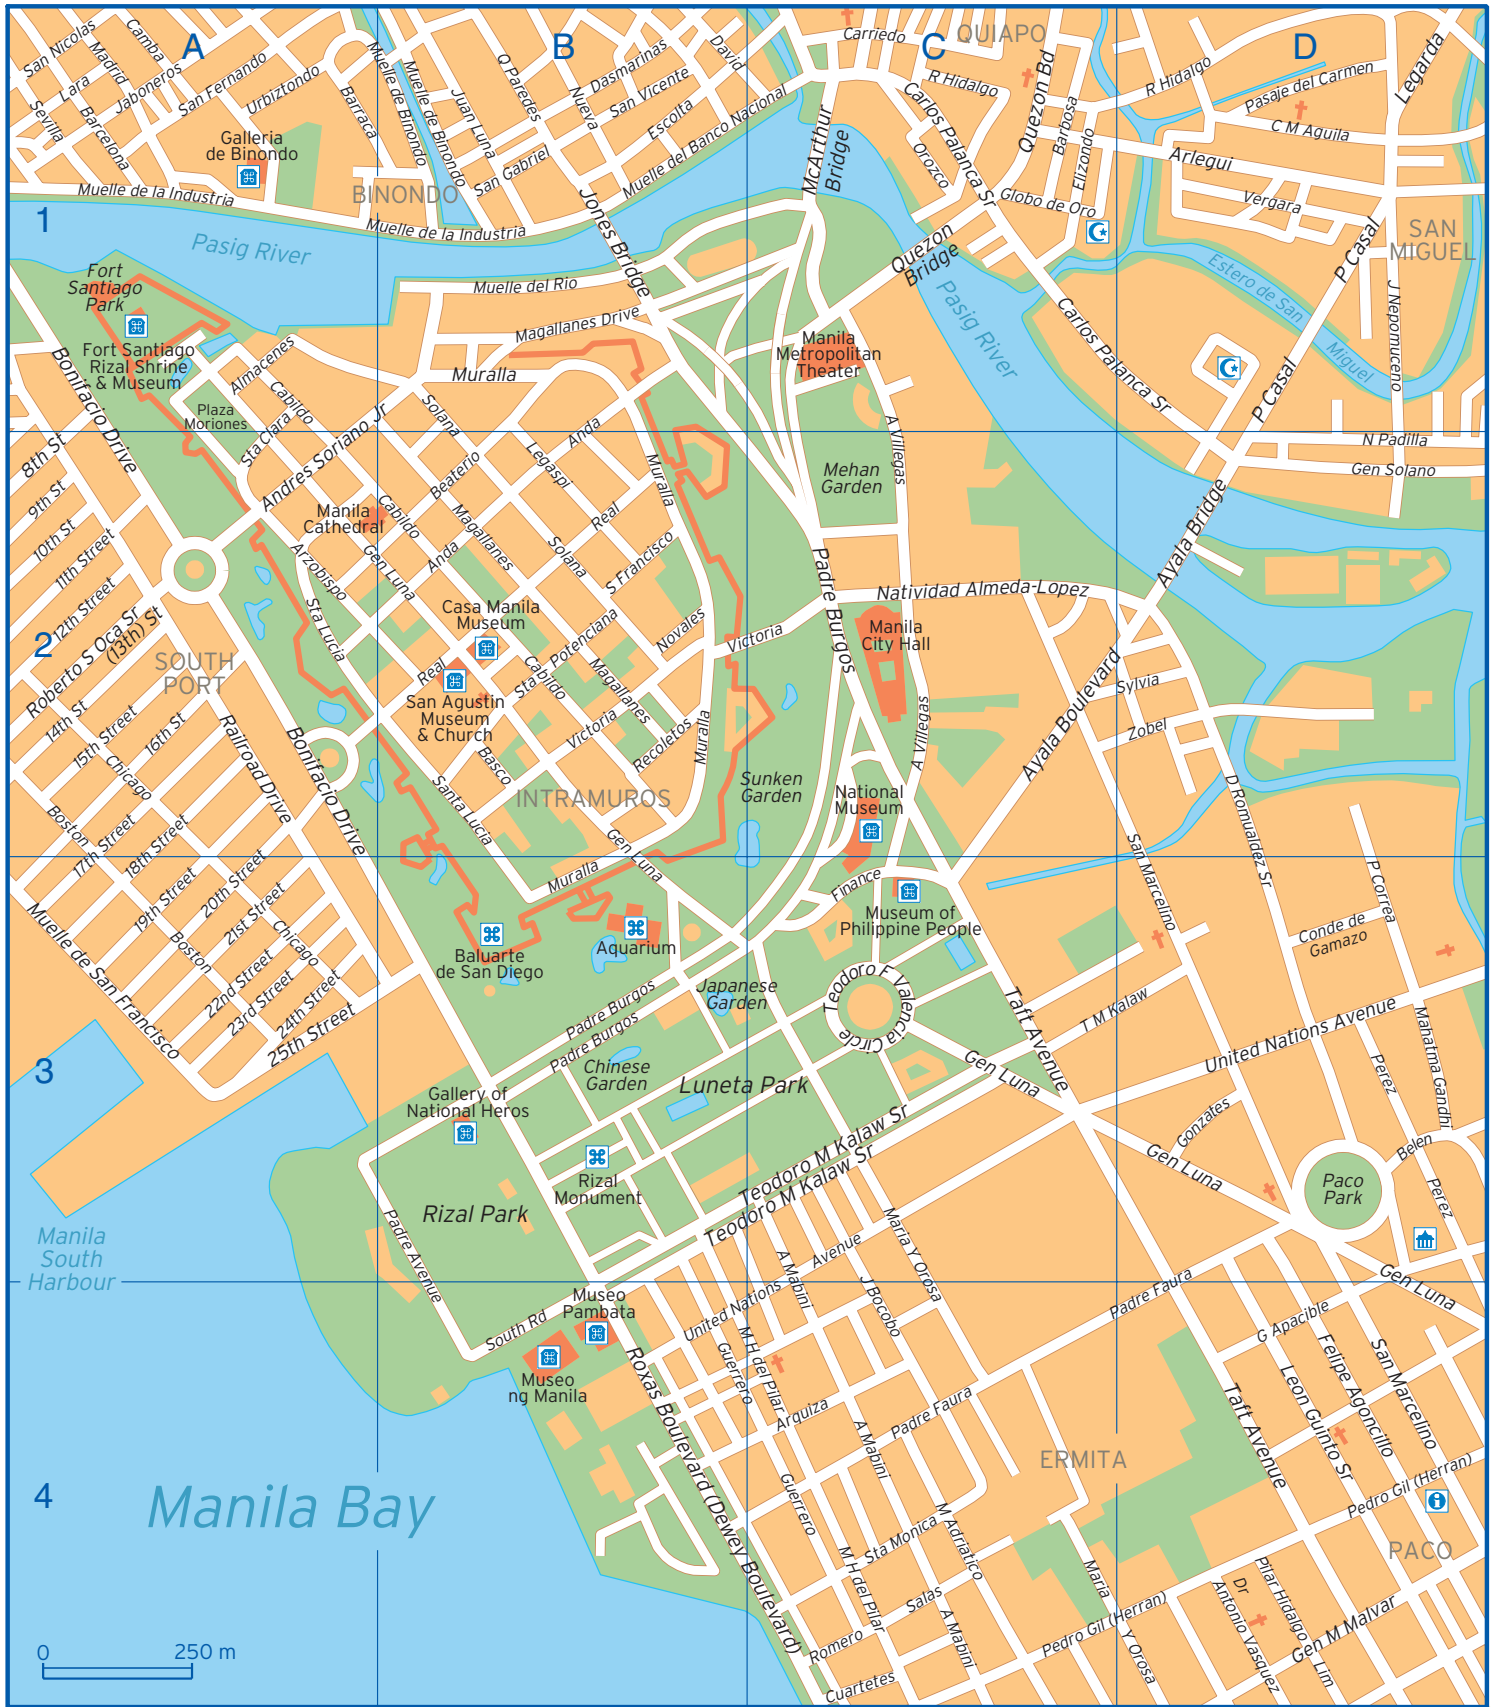 A
B
C
D
1
2
3
4
San Nicolas
Madrid
Camba
Lara
Jaboneros
San Fernando
Urbiztondo
Sevilla
Barcelona
Barraca
Muelle de Binondo
Muelle de Binondo
Juan Luna
Q Paredes
Nueva
Dasmarinas
San Vicente
David
Escolta
San Gabriel
Muelle del Banco Nacional
Galleria
de Binondo
BINONDO
Muelle de la Industria
Muelle de la Industria
Pasig River
Jones Bridge
McArthur
Bridge
Carriedo
QUIAPO
R Hidalgo
Quezon Bd
Barbosa
Elizondo
Carlos Palanca Sr
Orozco
Globo de Oro
Quezon
Bridge
Pasig River
R Hidalgo
Pasaje del Carmen
Legarda
C M Aguila
Arlegui
Vergara
P Casal
SAN
MIGUEL
Estero de San
Miguel
J Nepomuceno
Carlos Palanca Sr
P Casal
N Padilla
Gen Solano
Ayala Bridge
Fort
Santiago
Park
Fort Santiago
Rizal Shrine
& Museum
Muelle del Rio
Magallanes Drive
Muralla
Almacenes
Cabildo
Plaza
Moriones
Sta Clara
Andres Soriano Jr
Solana
Anda
Legaspi
Beaterio
Muralla
Manila
Metropolitan
Theater
A Villegas
Mehan
Garden
Bonifacio Drive
8th St
9th St
10th St
11th Street
12th Street
Roberto S Oca Sr
(13th) St
14th St
15th Street
16th St
SOUTH
PORT
Chicago
Boston
17th Street
18th Street
19th Street
20th Street
21st Street
22nd Street
23rd Street
24th Street
25th Street
Boston
Chicago
Railroad Drive
Bonifacio Drive
Muelle de San Francisco
Manila
Cathedral
Cabildo
Magallanes
Real
Solana
S Francisco
Anda
Gen Luna
Arzobispo
Sta Lucia
Casa Manila
Museum
Novales
Sta Potenciana
Real
Cabildo
Magallanes
San Agustin
Museum
& Church
Victoria
Recoletos
Muralla
Basco
Santa Lucia
INTRAMUROS
Gen Luna
Muralla
Victoria
Padre Burgos
Natividad Almeda-Lopez
Manila
City Hall
A Villegas
Ayala Boulevard
Sylvia
Zobel
Sunken
Garden
National
Museum
San Marcelino
D Romualdez Sr
P Correa
Finance
Museum of
Philippine People
Conde de
Gamazo
Baluarte
de San Diego
Aquarium
Padre Burgos
Padre Burgos
Japanese
Garden
Chinese
Garden
Teodoro F Valencia Circle
Taft Avenue
T M Kalaw
United Nations Avenue
Mahatma Gandhi
Perez
Gen Luna
Luneta Park
Gallery of
National Heros
Rizal
Monument
Teodoro M Kalaw Sr
Teodoro M Kalaw Sr
Gonzales
Gen Luna
Belen
Paco
Park
Perez
Gen Luna
Rizal Park
Padre Avenue
Manila
South
Harbour
South Rd
Museo
Pambata
Museo
ng Manila
United Nations Avenue
A Mabini
Maria Y Orosa
J Bocobo
M H del Pilar
Guerrero
Roxas Boulevard (Dewey Boulevard)
Arquiza
Padre Faura
A Mabini
Padre Faura
G Apacible
Leon Guinto Sr
Felipe Agoncillo
San Marcelino
Taft Avenue
ERMITA
Pedro Gil (Herran)
PACO
Guerrero
M Adriatico
Sta Monica
M H del Pilar
Salas
Romero
A Mabini
Cuartetes
Maria
Y Orosa
Pedro Gil (Herran)
Dr
Antonio Vasquez
Pilar Hidalgo
Lim
Gen M Malvar
Manila Bay
0
250 m